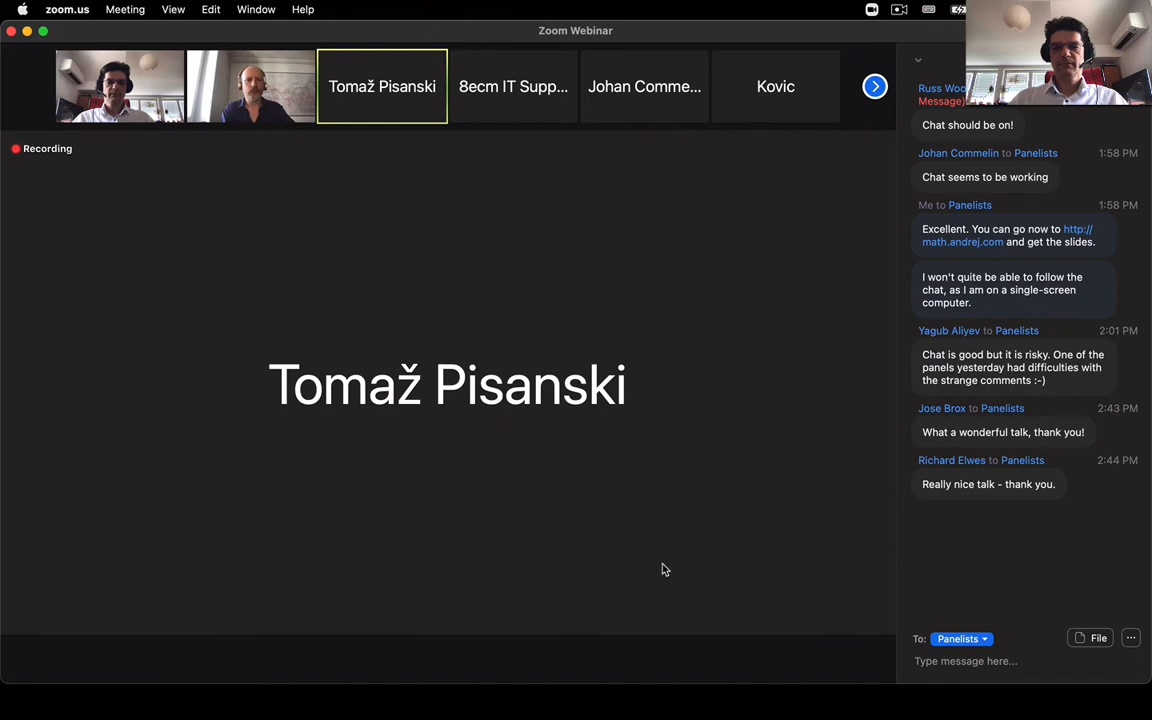 zoom.us Meeting View Edit Window Help
Zoom Webinar
Tomaž Pisanski
8ecm IT Supp...
Johan Comme...
Kovic
Recording
Tomaž Pisanski
Russ Woo
Message)
Chat should be on!
Johan Commelin to Panelists 1:58 PM
Chat seems to be working
Me to Panelists 1:58 PM
Excellent. You can go now to http://
math.andrej.com and get the slides.
I won't quite be able to follow the
chat, as I am on a single-screen
computer.
Yagub Aliyev to Panelists 2:01 PM
Chat is good but it is risky. One of the
panels yesterday had difficulties with
the strange comments :-)
Jose Brox to Panelists 2:43 PM
What a wonderful talk, thank you!
Richard Elwes to Panelists 2:44 PM
Really nice talk - thank you.
To: Panelists File ...
Type message here...